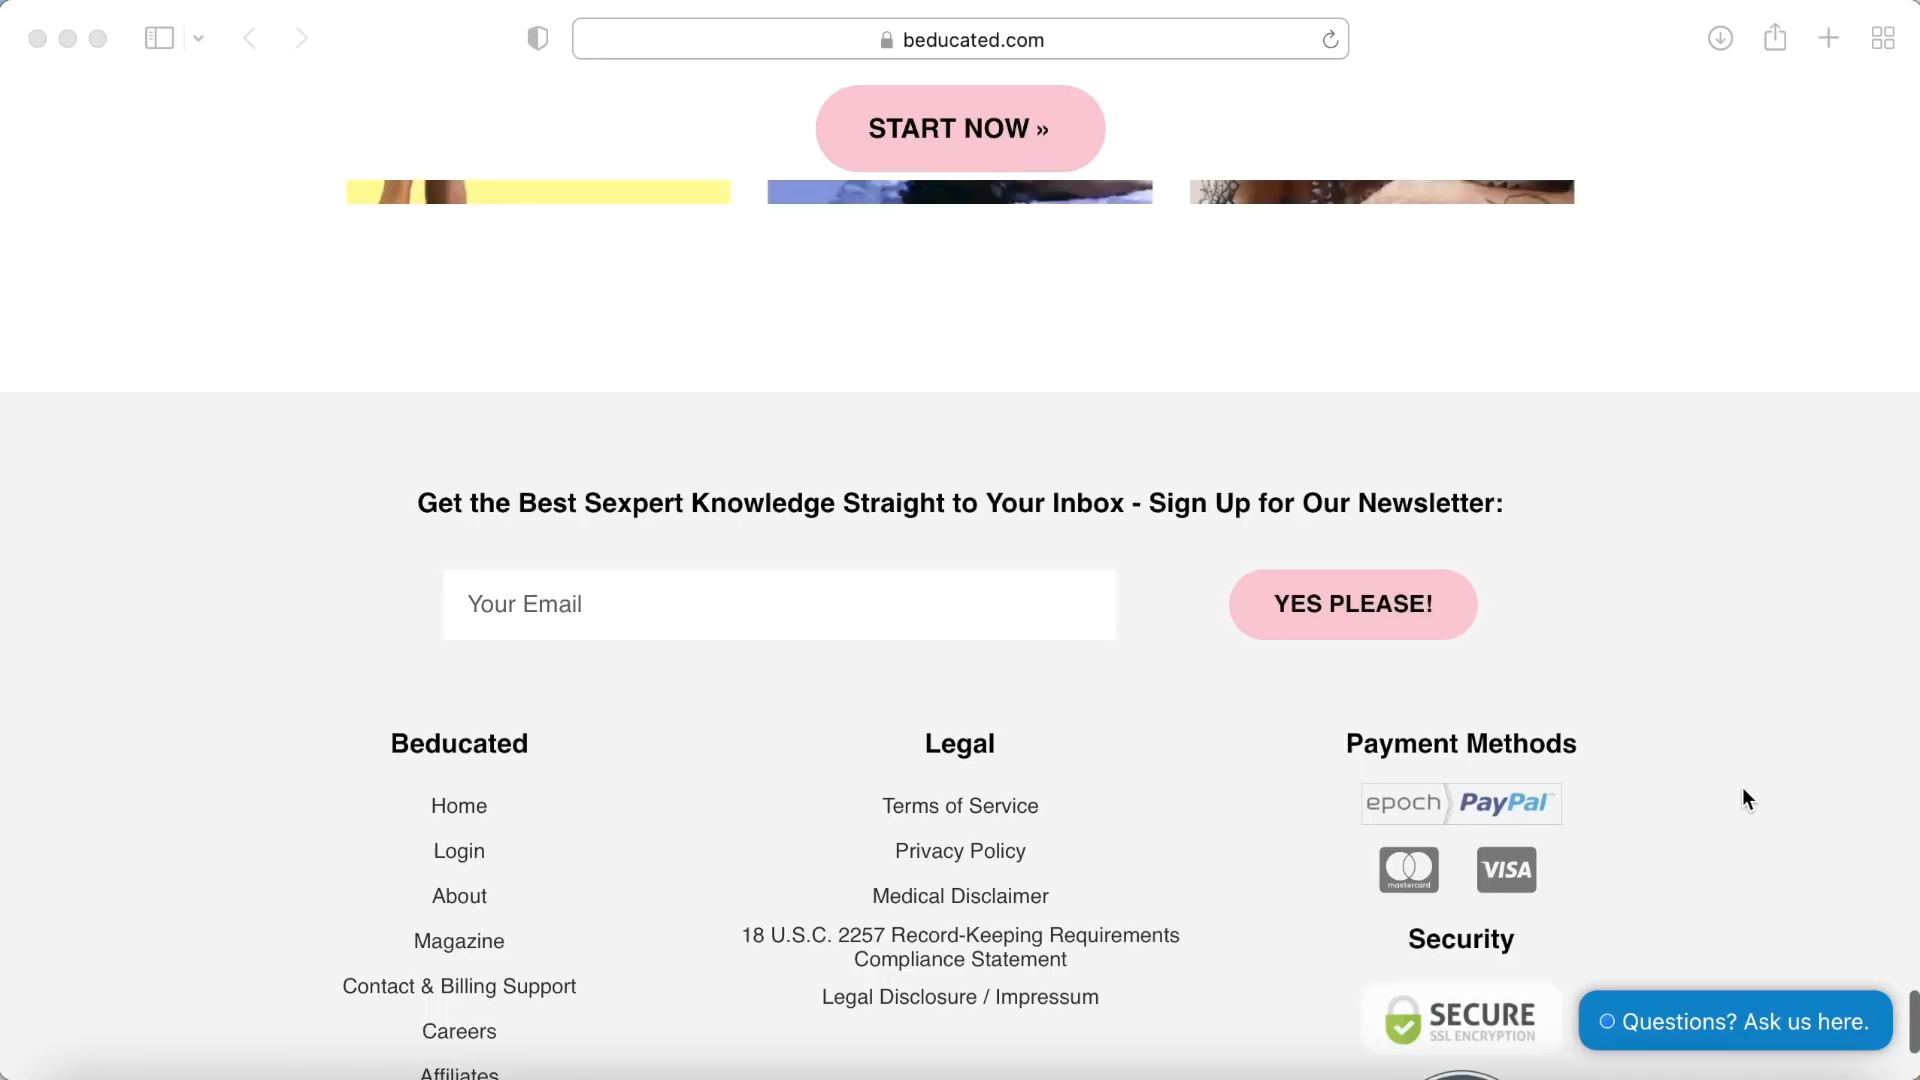 beducated.com
START NOW »
Get the Best Sexpert Knowledge Straight to Your Inbox - Sign Up for Our Newsletter:
Your Email
YES PLEASE!
Beducated
Home
Login
About
Magazine
Contact & Billing Support
Careers
Affiliates
Legal
Terms of Service
Privacy Policy
Medical Disclaimer
18 U.S.C. 2257 Record-Keeping Requirements
Compliance Statement
Legal Disclosure / Impressum
Payment Methods
epoch PayPal
mastercard VISA
Security
SECURE
SSL ENCRYPTION
Questions? Ask us here.